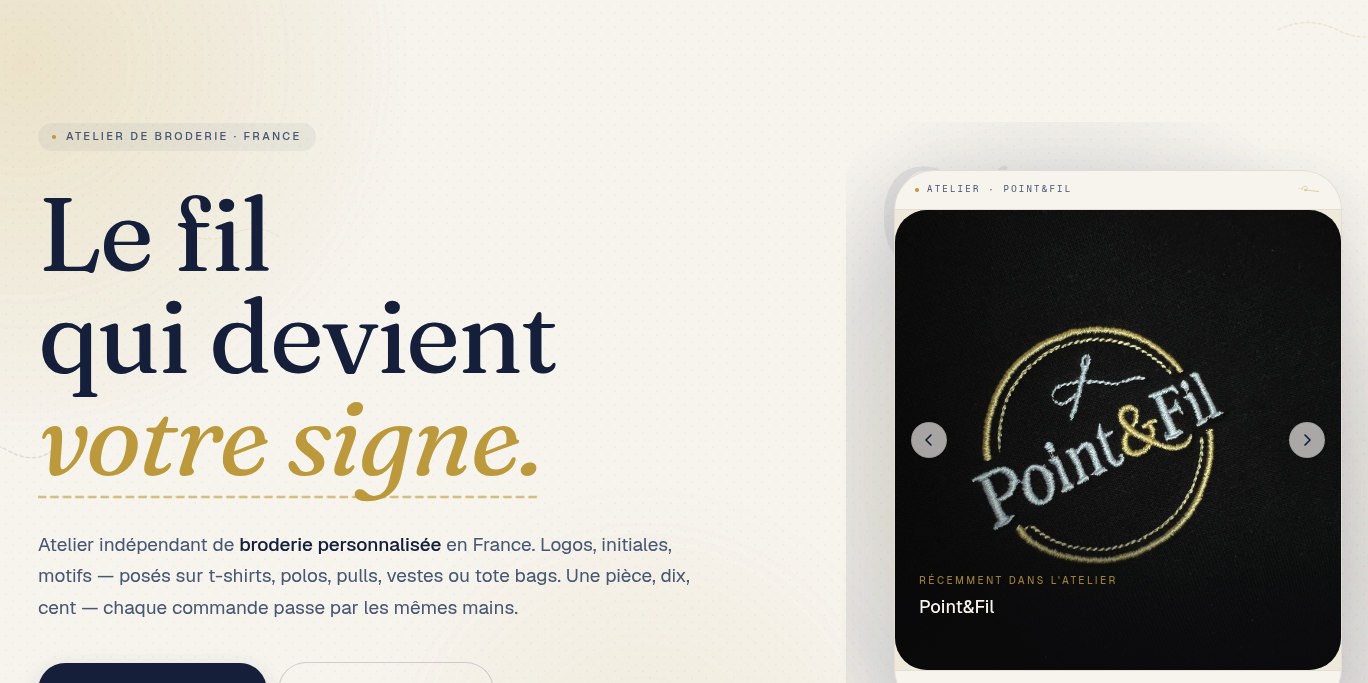 ATELIER DE BRODERIE · FRANCE
Le fil
qui devient
votre signe.
Atelier indépendant de broderie personnalisée en France. Logos, initiales,
motifs — posés sur t-shirts, polos, pulls, vestes ou tote bags. Une pièce, dix,
cent — chaque commande passe par les mêmes mains.
ATELIER · POINT&FIL
Point&Fil
RÉCEMMENT DANS L'ATELIER
Point&Fil